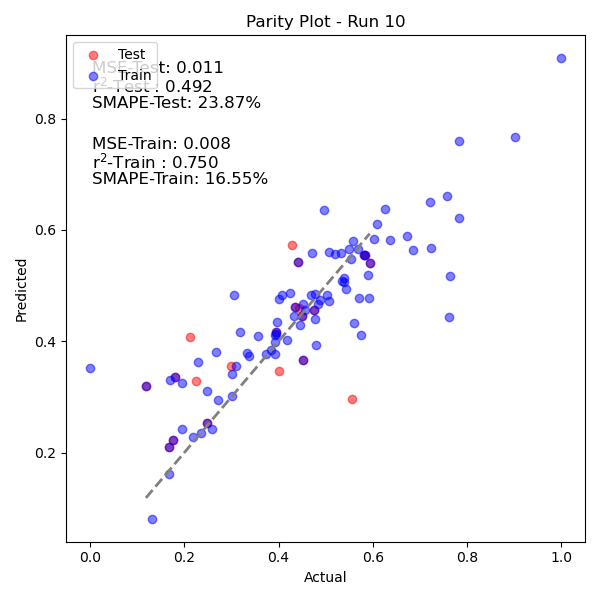 Parity Plot - Run 10
Test
Train
MSE-Test: 0.011
r²-Test : 0.492
SMAPE-Test: 23.87%
MSE-Train: 0.008
r²-Train : 0.750
SMAPE-Train: 16.55%
Predicted
0.8
0.6
0.4
0.2
0.0 0.2 0.4 0.6 0.8 1.0
Actual